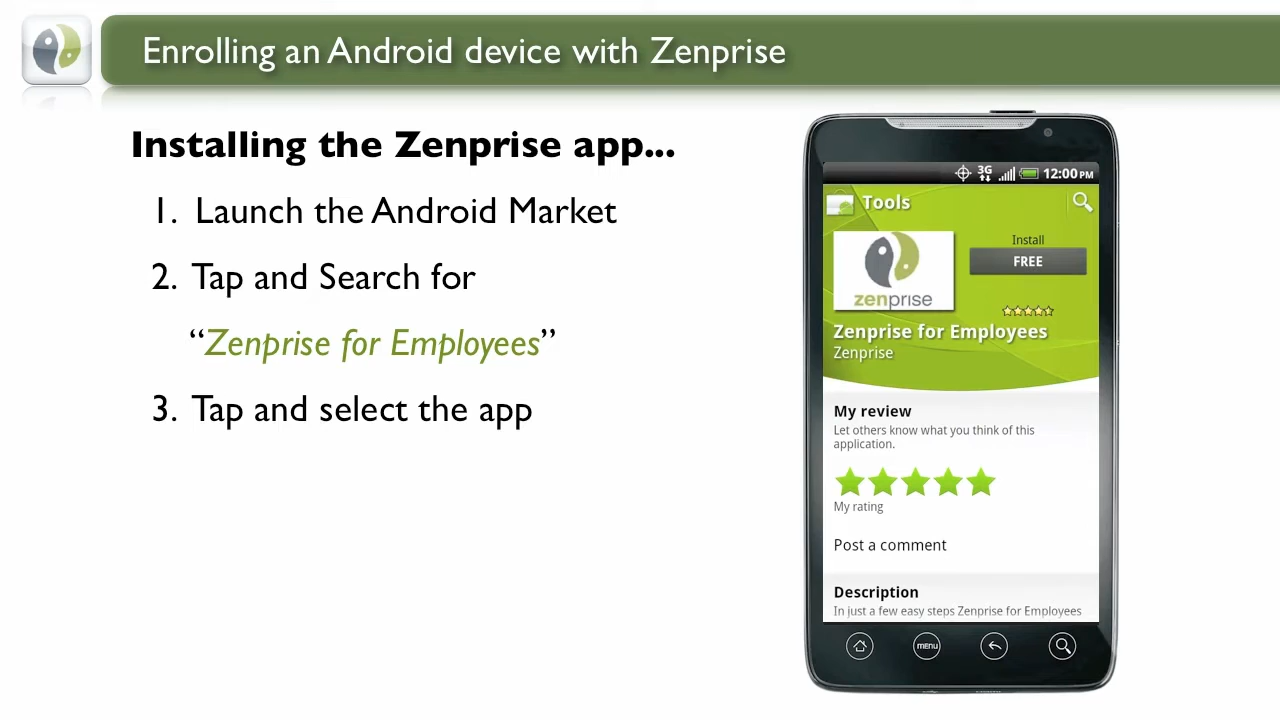 Enrolling an Android device with Zenprise
Installing the Zenprise app...
1. Launch the Android Market
2. Tap and Search for
“Zenprise for Employees”
3. Tap and select the app
3G
12:00 PM
Tools
Install
FREE
zenprise
Zenprise for Employees
Zenprise
My review
Let others know what you think of this
application.
My rating
Post a comment
Description
In just a few easy steps Zenprise for Employees
MENU